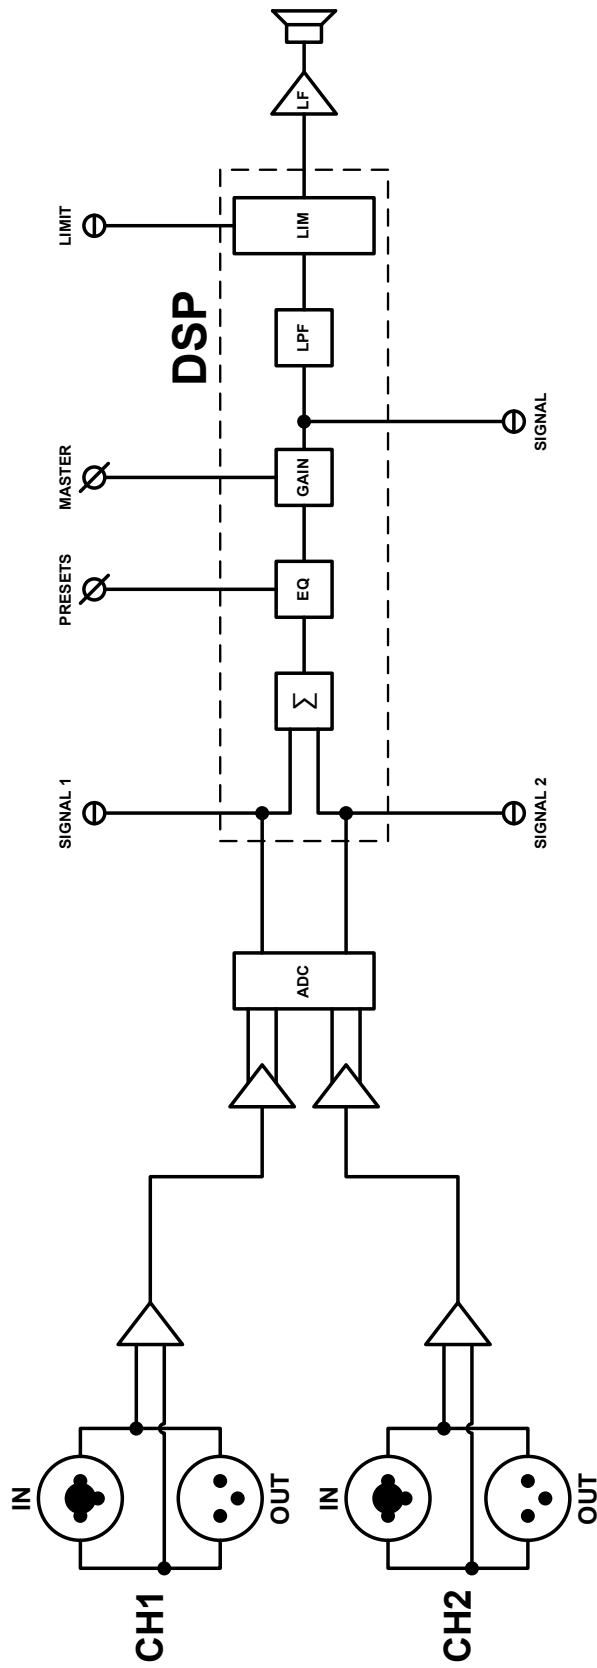 CH1
IN
OUT
CH2
IN
OUT
ADC
SIGNAL 1
SIGNAL 2
DSP
Σ
PRESETS
EQ
MASTER
GAIN
SIGNAL
LPF
LIMIT
LIM
LF